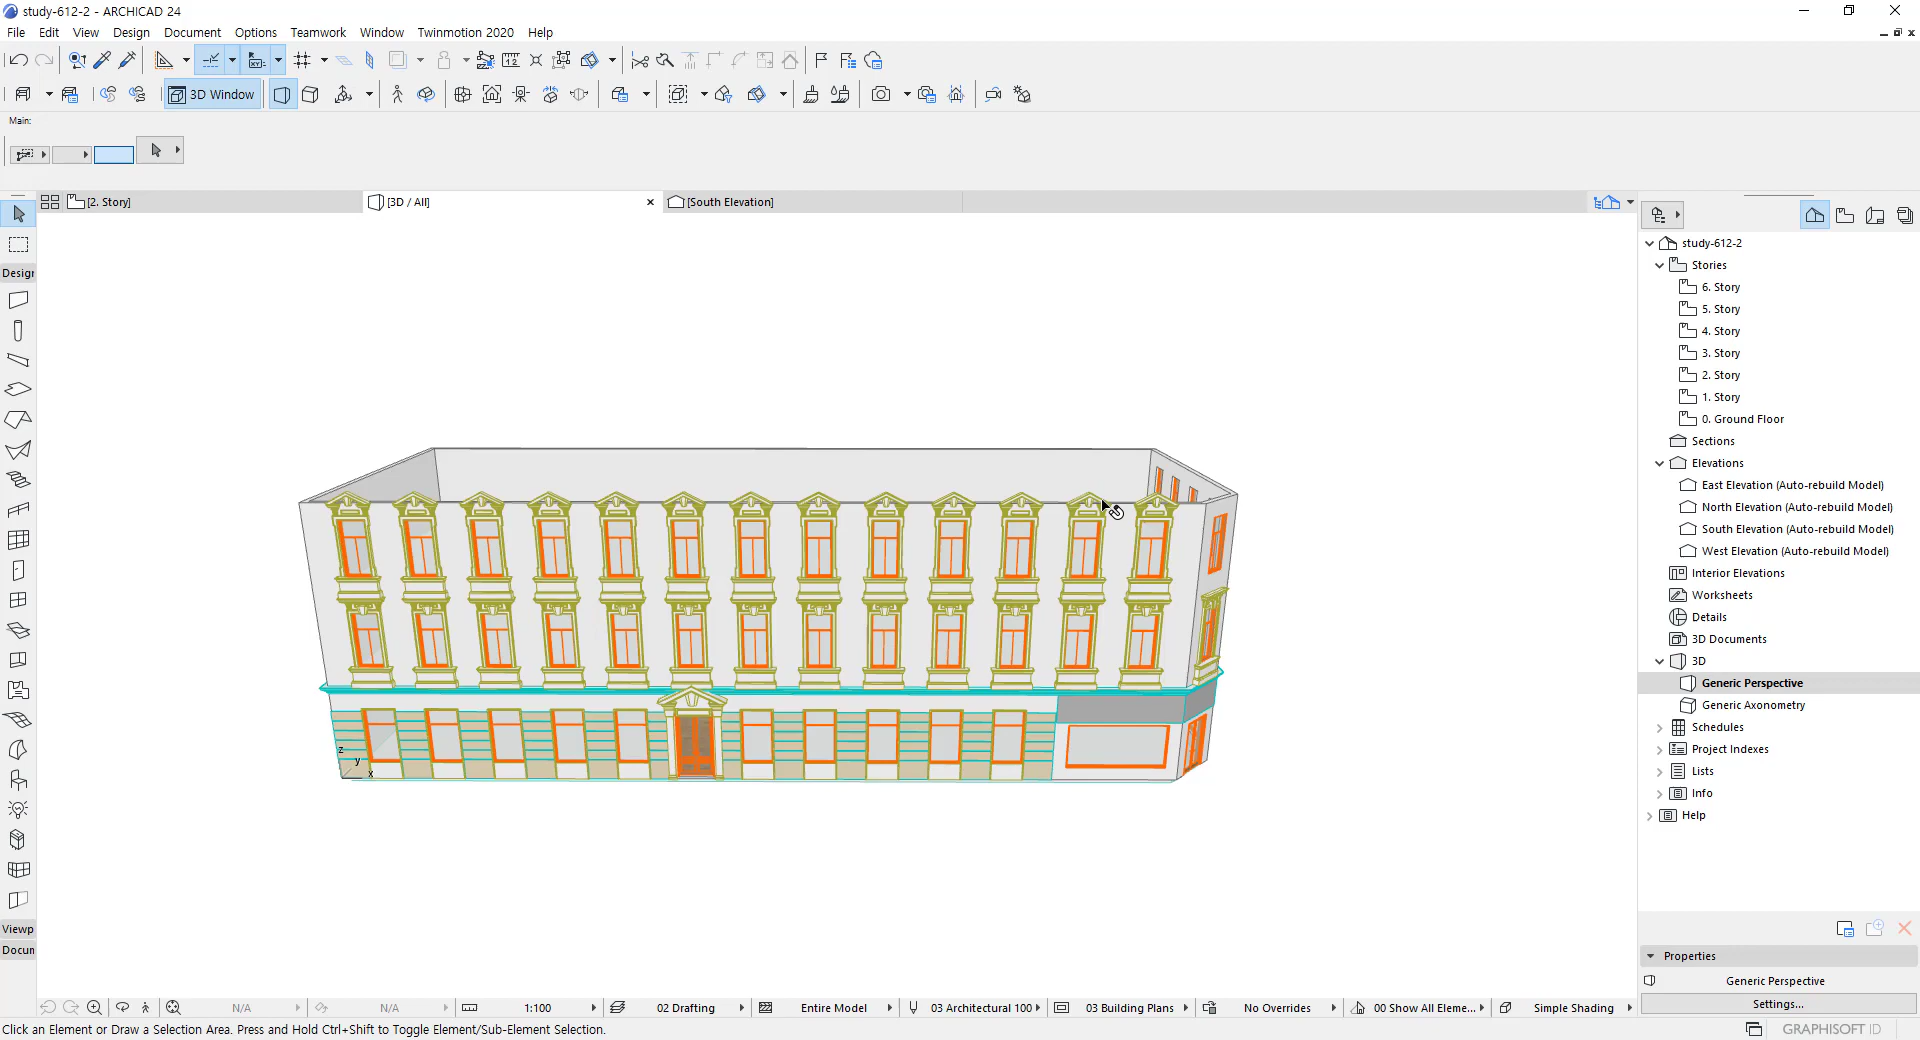 study-612-2 - ARCHICAD 24
File Edit View Design Document Options Teamwork Window Twinmotion 2020 Help
3D Window
Main:
[2. Story]
[3D / All]
[South Elevation]
Design
Viewp
Docun
study-612-2
Stories
6. Story
5. Story
4. Story
3. Story
2. Story
1. Story
0. Ground Floor
Sections
Elevations
East Elevation (Auto-rebuild Model)
North Elevation (Auto-rebuild Model)
South Elevation (Auto-rebuild Model)
West Elevation (Auto-rebuild Model)
Interior Elevations
Worksheets
Details
3D Documents
3D
Generic Perspective
Generic Axonometry
Schedules
Project Indexes
Lists
Info
Help
Properties
Generic Perspective
Settings...
z
y
x
N/A N/A 1:100 02 Drafting Entire Model 03 Architectural 100 03 Building Plans No Overrides 00 Show All Eleme... Simple Shading
Click an Element or Draw a Selection Area. Press and Hold Ctrl+Shift to Toggle Element/Sub-Element Selection.
GRAPHISOFT ID